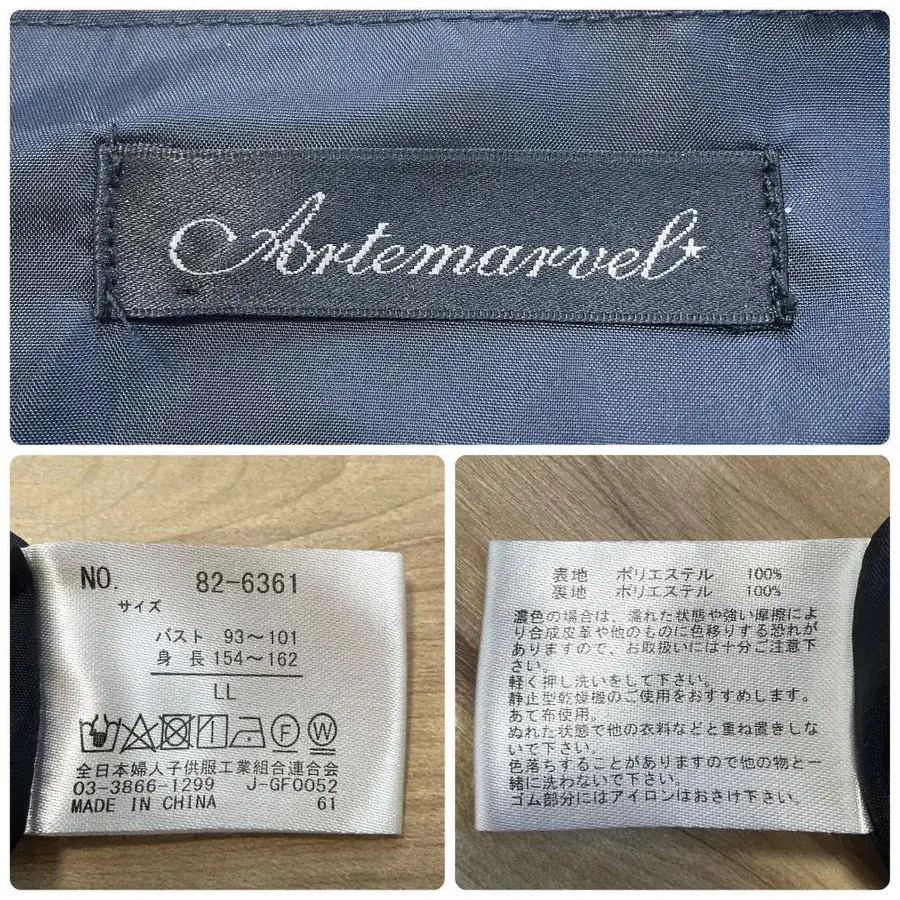 Artemarvel
NO. 82-6361
サイズ
バスト 93～101
身長 154～162
LL
F W
全日本婦人子供服工業組合連合会
03-3866-1299 J-GF0052
MADE IN CHINA 61
表地 ポリエステル 100%
裏地 ポリエステル 100%
濃色の場合は、濡れた状態や強い摩擦によ
り合成皮革や他のものに色移りする恐れが
ありますので、お取扱いには十分ご注意下
さい。
軽く押し洗いをして下さい。
静止型乾燥機のご使用をおすすめします。
あて布使用。
ぬれた状態で他の衣料などと重ね置きしな
いで下さい。
色落ちすることがありますので他の物と一
緒に洗わないで下さい。
ゴム部分にはアイロンはおさけ下さい。